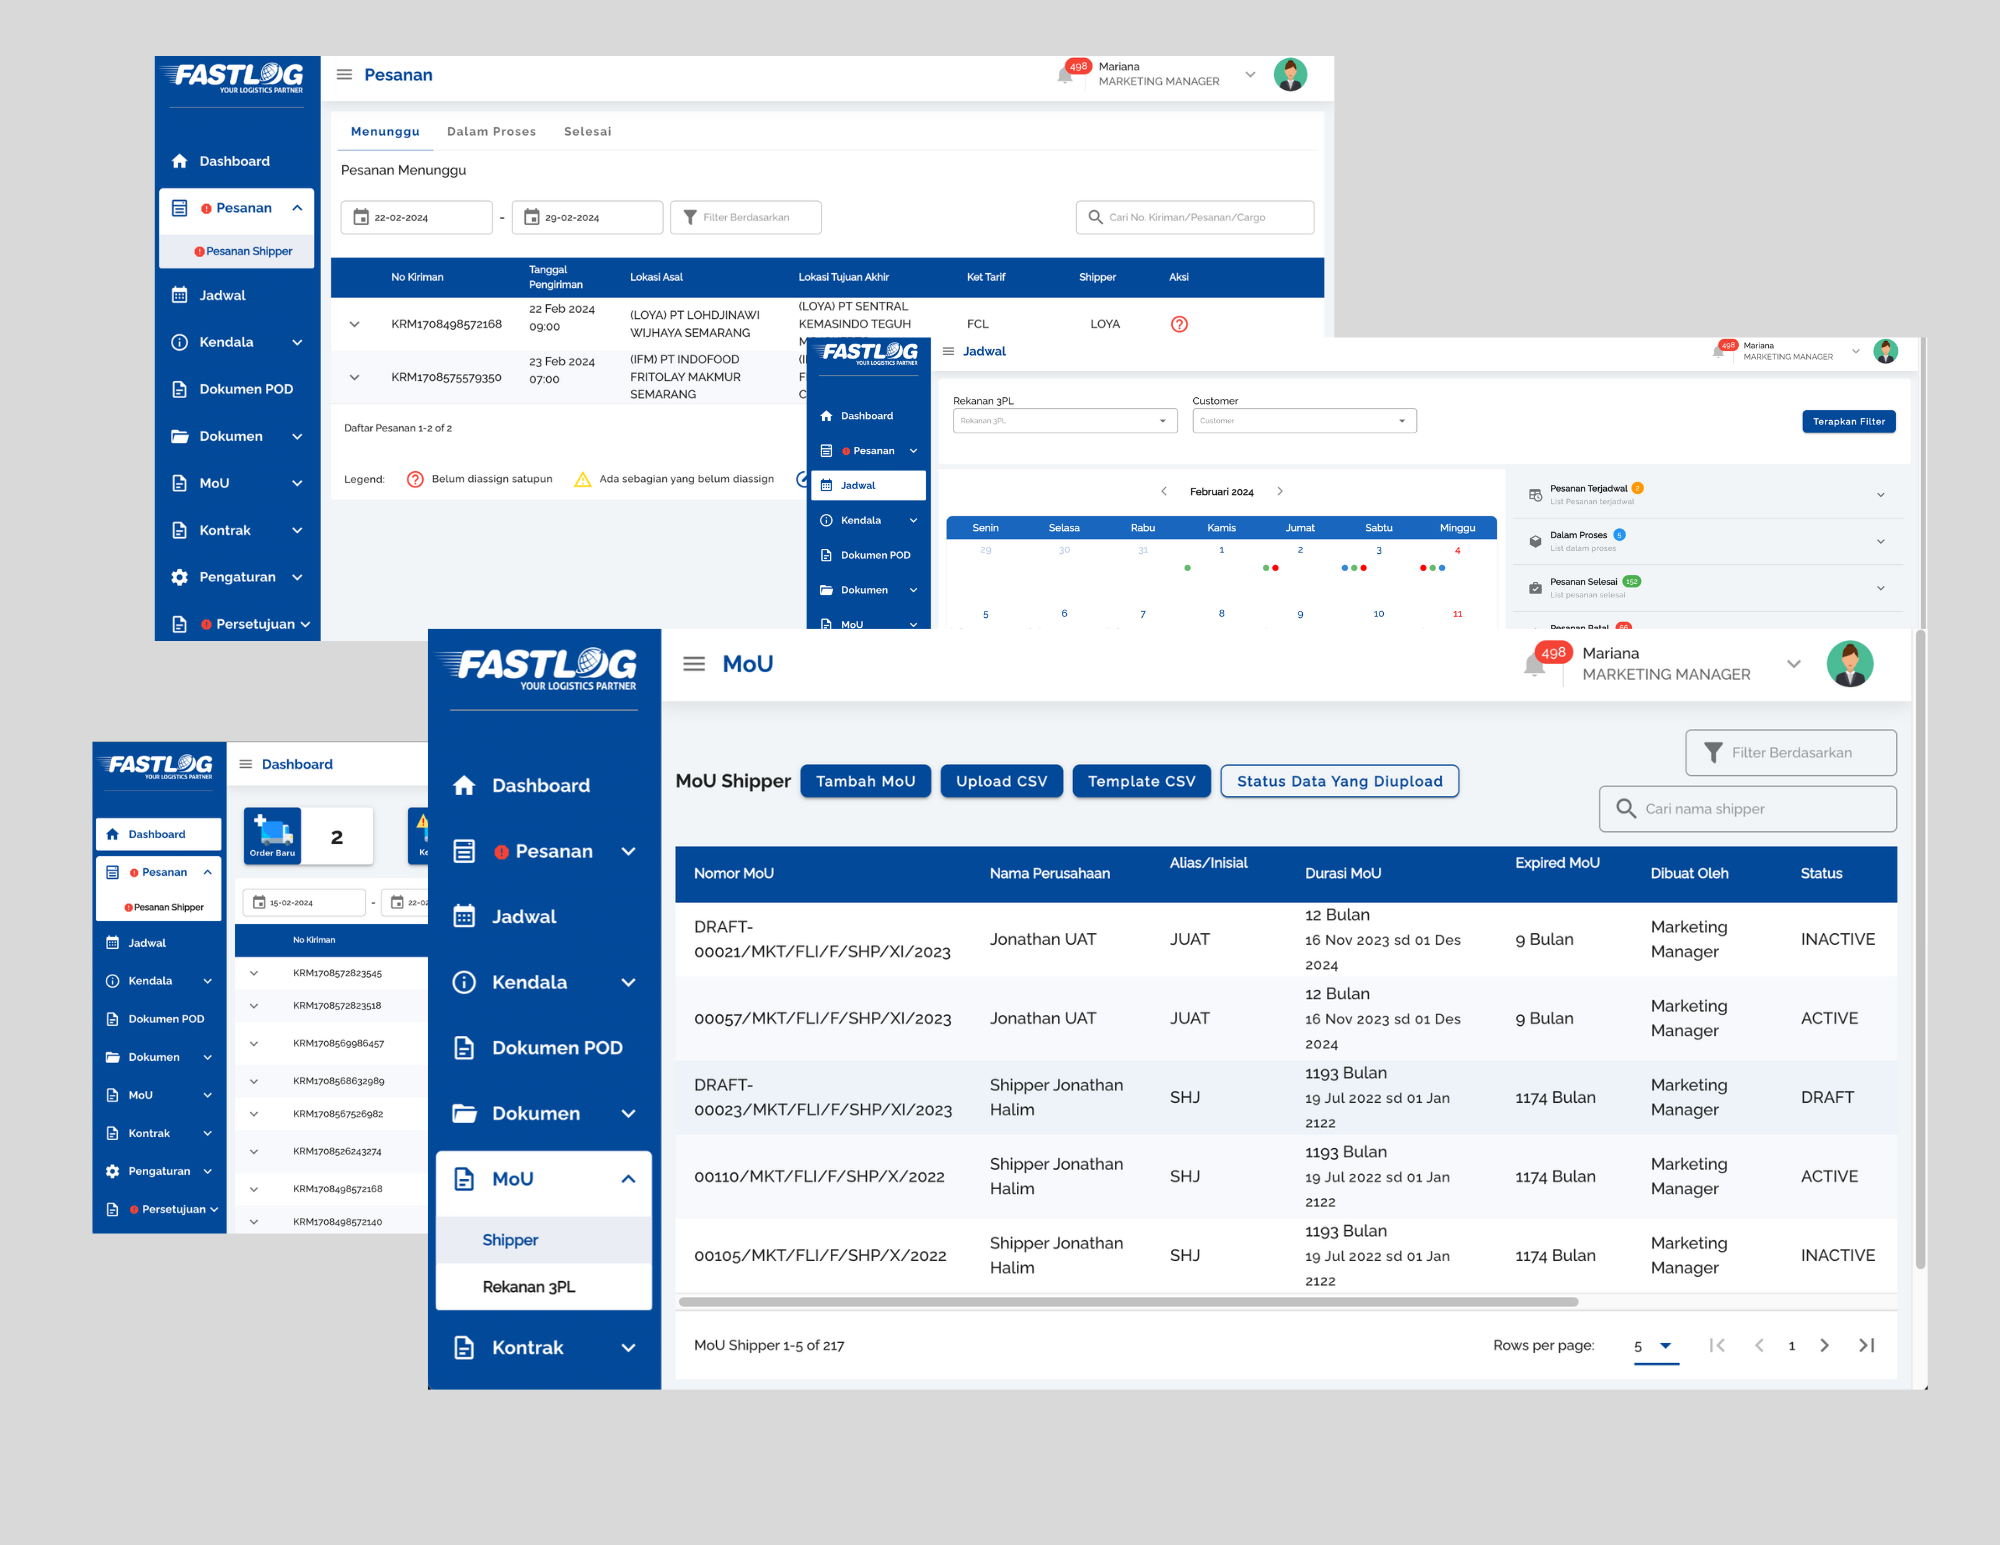 FASTLOG
YOUR LOGISTICS PARTNER
Dashboard
Pesanan
Pesanan Shipper
Jadwal
Kendala
Dokumen POD
Dokumen
MoU
Kontrak
Pengaturan
Persetujuan
Pesanan
498
Mariana
MARKETING MANAGER
Menunggu Dalam Proses Selesai
Pesanan Menunggu
22-02-2024 - 29-02-2024 Filter Berdasarkan Cari No. Kiriman/Pesanan/Cargo
No Kiriman Tanggal Pengiriman Lokasi Asal Lokasi Tujuan Akhir Ket Tarif Shipper Aksi
KRM1708498572168 22 Feb 2024 09:00 (LOYA) PT LOHDJINAWI WIJHAYA SEMARANG (LOYA) PT SENTRAL KEMASINDO TEGUH FCL LOYA
KRM1708575579350 23 Feb 2024 07:00 (IFM) PT INDOFOOD FRITOLAY MAKMUR SEMARANG
Daftar Pesanan 1-2 of 2
Legend: Belum diassign satupun Ada sebagian yang belum diassign
FASTLOG
YOUR LOGISTICS PARTNER
Dashboard
Pesanan
Jadwal
Kendala
Dokumen POD
Dokumen
MoU
Jadwal
498
Mariana
MARKETING MANAGER
Rekanan 3PL Customer
Rekanan 3PL Customer Terapkan Filter
Februari 2024
Senin Selasa Rabu Kamis Jumat Sabtu Minggu
29 30 31 1 2 3 4
5 6 7 8 9 10 11
Pesanan Terjadwal 2
List Pesanan terjadwal
Dalam Proses 5
List dalam proses
Pesanan Selesai 152
List pesanan selesai
Pesanan Batal 66
FASTLOG
YOUR LOGISTICS PARTNER
Dashboard
Pesanan
Pesanan Shipper
Jadwal
Kendala
Dokumen POD
Dokumen
MoU
Kontrak
Pengaturan
Persetujuan
Dashboard
Order Baru 2
15-02-2024 -
No Kiriman
KRM1708572823545
KRM1708572823518
KRM1708569986457
KRM1708568632989
KRM1708567526982
KRM1708526243274
KRM1708498572168
KRM1708498572140
FASTLOG
YOUR LOGISTICS PARTNER
Dashboard
Pesanan
Jadwal
Kendala
Dokumen POD
Dokumen
MoU
Shipper
Rekanan 3PL
Kontrak
MoU
498
Mariana
MARKETING MANAGER
Filter Berdasarkan
MoU Shipper Tambah MoU Upload CSV Template CSV Status Data Yang Diupload
Cari nama shipper
Nomor MoU Nama Perusahaan Alias/Inisial Durasi MoU Expired MoU Dibuat Oleh Status
DRAFT-00021/MKT/FLI/F/SHP/XI/2023 Jonathan UAT JUAT 12 Bulan 16 Nov 2023 sd 01 Des 2024 9 Bulan Marketing Manager INACTIVE
00057/MKT/FLI/F/SHP/XI/2023 Jonathan UAT JUAT 12 Bulan 16 Nov 2023 sd 01 Des 2024 9 Bulan Marketing Manager ACTIVE
DRAFT-00023/MKT/FLI/F/SHP/XI/2023 Shipper Jonathan Halim SHJ 1193 Bulan 19 Jul 2022 sd 01 Jan 2122 1174 Bulan Marketing Manager DRAFT
00110/MKT/FLI/F/SHP/X/2022 Shipper Jonathan Halim SHJ 1193 Bulan 19 Jul 2022 sd 01 Jan 2122 1174 Bulan Marketing Manager ACTIVE
00105/MKT/FLI/F/SHP/X/2022 Shipper Jonathan Halim SHJ 1193 Bulan 19 Jul 2022 sd 01 Jan 2122 1174 Bulan Marketing Manager INACTIVE
MoU Shipper 1-5 of 217
Rows per page: 5 1